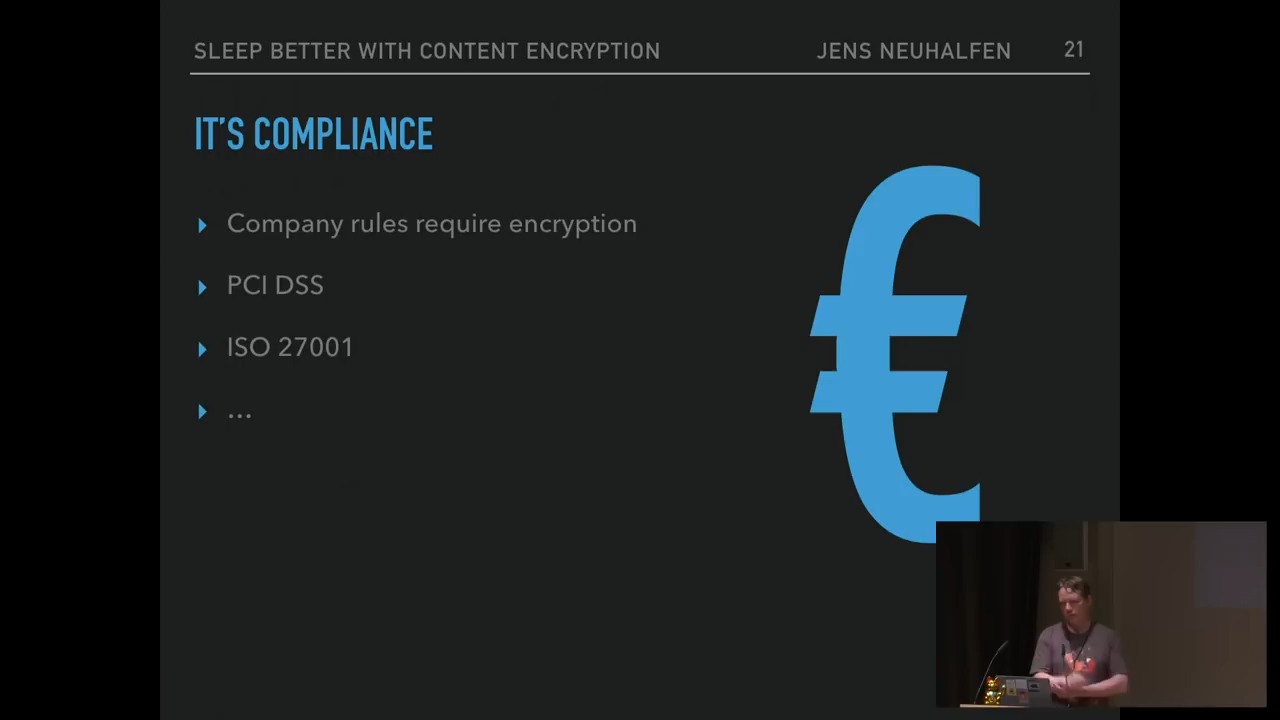 SLEEP BETTER WITH CONTENT ENCRYPTION JENS NEUHALFEN 21
IT'S COMPLIANCE
Company rules require encryption
PCI DSS
ISO 27001
...
€